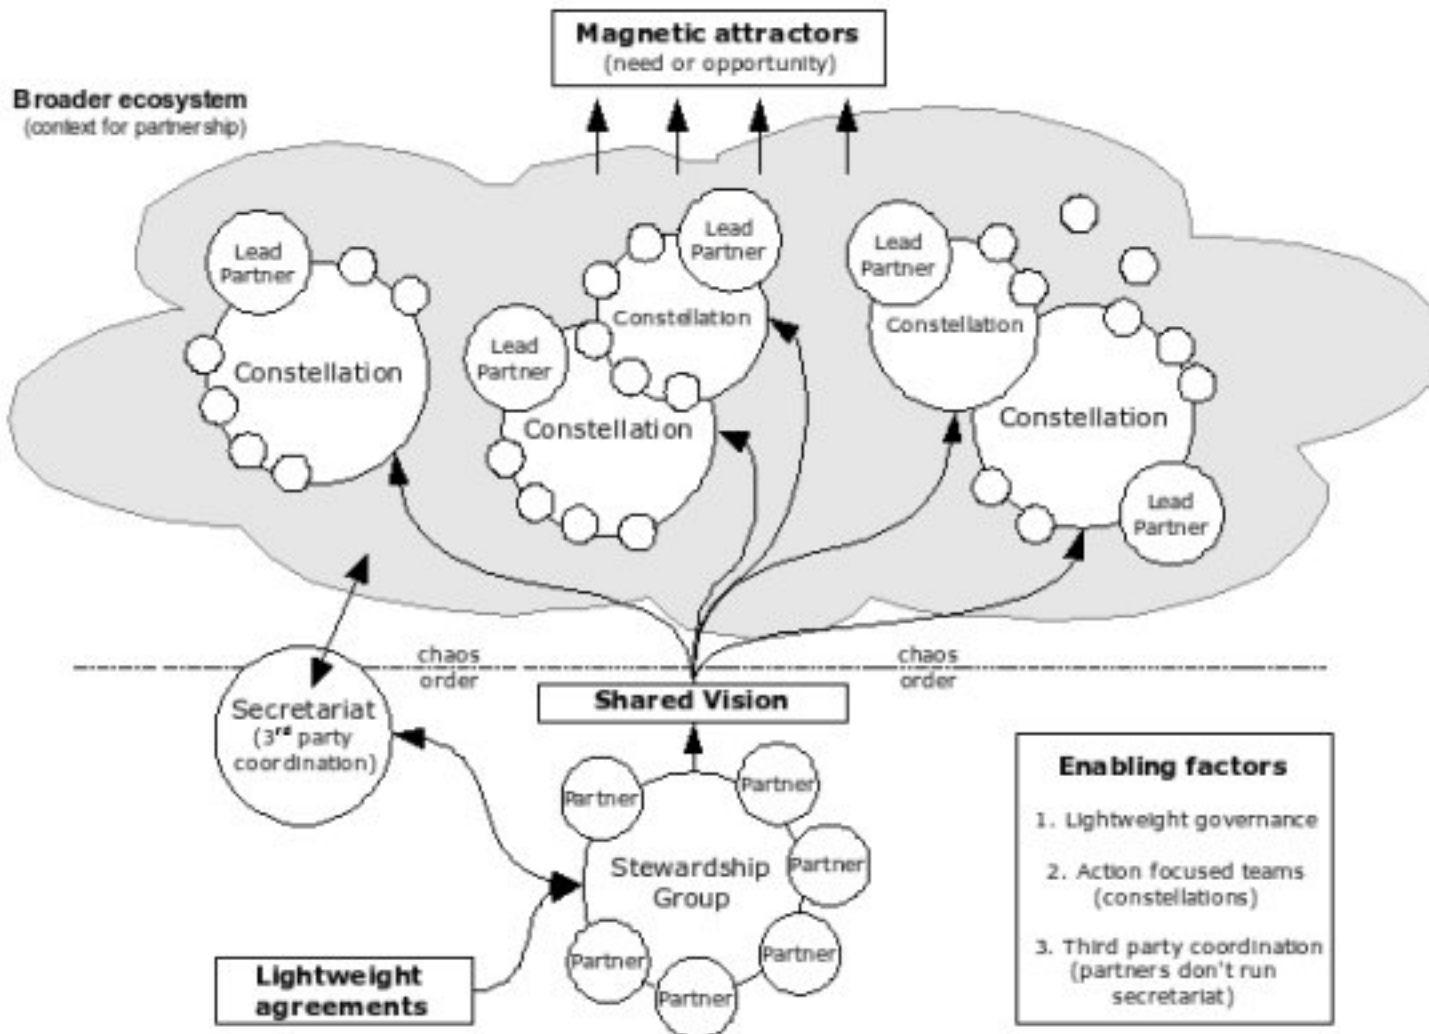 Magnetic attractors
(need or opportunity)
Broader ecosystem
(context for partnership)
Lead
Partner
Constellation
Lead
Partner
Constellation
Lead
Partner
Constellation
Lead
Partner
Constellation
Constellation
Lead
Partner
chaos
order
chaos
order
Shared Vision
Secretariat
(3rd party
coordination)
Partner
Partner
Partner
Stewardship
Group
Partner
Partner
Partner
Lightweight
agreements
Enabling factors
1. Lightweight governance
2. Action focused teams
(constellations)
3. Third party coordination
(partners don't run
secretariat)